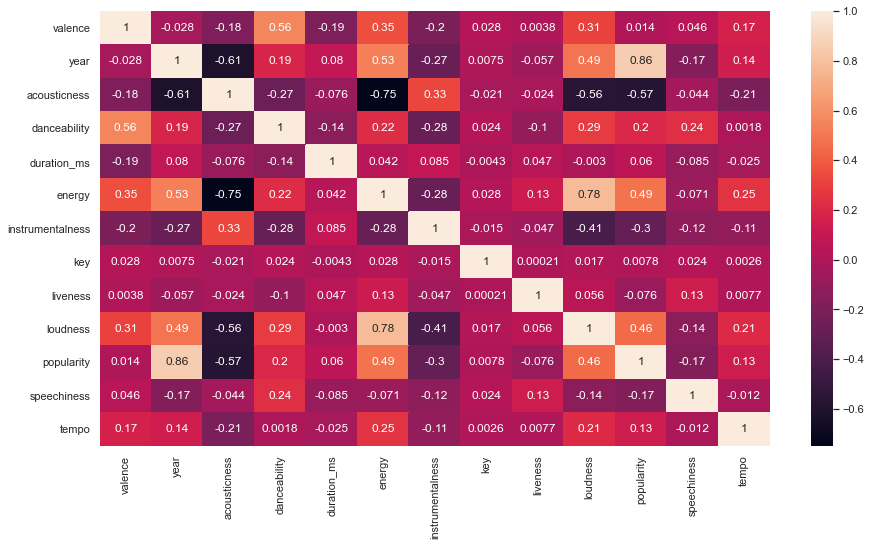 valence 1 -0.028 -0.18 0.56 -0.19 0.35 -0.2 0.028 0.0038 0.31 0.014 0.046 0.17
year -0.028 1 -0.61 0.19 0.08 0.53 -0.27 0.0075 -0.057 0.49 0.86 -0.17 0.14
acousticness -0.18 -0.61 1 -0.27 -0.076 -0.75 0.33 -0.021 -0.024 -0.56 -0.57 -0.044 -0.21
danceability 0.56 0.19 -0.27 1 -0.14 0.22 -0.28 0.024 -0.1 0.29 0.2 0.24 0.0018
duration_ms -0.19 0.08 -0.076 -0.14 1 0.042 0.085 -0.0043 0.047 -0.003 0.06 -0.085 -0.025
energy 0.35 0.53 -0.75 0.22 0.042 1 -0.28 0.028 0.13 0.78 0.49 -0.071 0.25
instrumentalness -0.2 -0.27 0.33 -0.28 0.085 -0.28 1 -0.015 -0.047 -0.41 -0.3 -0.12 -0.11
key 0.028 0.0075 -0.021 0.024 -0.0043 0.028 -0.015 1 0.00021 0.017 0.0078 0.024 0.0026
liveness 0.0038 -0.057 -0.024 -0.1 0.047 0.13 -0.047 0.00021 1 0.056 -0.076 0.13 0.0077
loudness 0.31 0.49 -0.56 0.29 -0.003 0.78 -0.41 0.017 0.056 1 0.46 -0.14 0.21
popularity 0.014 0.86 -0.57 0.2 0.06 0.49 -0.3 0.0078 -0.076 0.46 1 -0.17 0.13
speechiness 0.046 -0.17 -0.044 0.24 -0.085 -0.071 -0.12 0.024 0.13 -0.14 -0.17 1 -0.012
tempo 0.17 0.14 -0.21 0.0018 -0.025 0.25 -0.11 0.0026 0.0077 0.21 0.13 -0.012 1
valence year acousticness danceability duration_ms energy instrumentalness key liveness loudness popularity speechiness tempo
1.0
0.8
0.6
0.4
0.2
0.0
-0.2
-0.4
-0.6